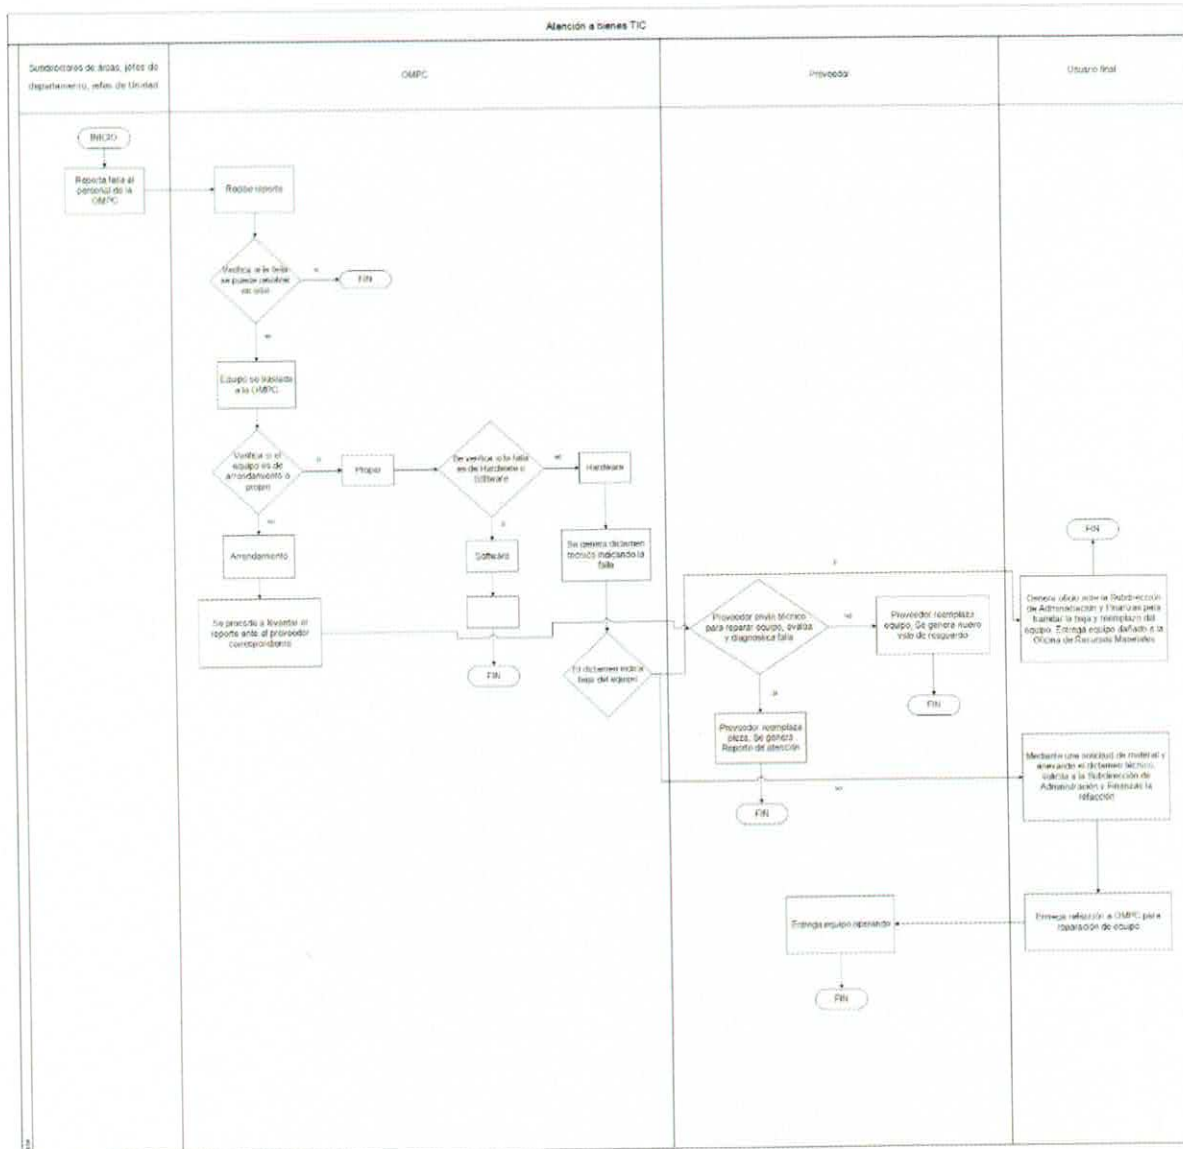 Atención a bienes TIC
Subdirectores de áreas, jefes de
departamento, jefes de Unidad
OMPC
Proveedor
Usuario final
INICIO
Reporta falla al
personal de la
OMPC
Recibe reporte
Verifica si la falla
se puede resolver
en sitio
FIN
Equipo se traslada
a la OMPC
Verifica si el
equipo es de
arrendamiento o
propio
Propio
Se verifica si la falla
es de Hardware o
Software
Hardware
Arrendamiento
Software
Se genera dictamen
técnico indicando la
falla
Se procede a levantar el
reporte ante el proveedor
correspondiente
FIN
El dictamen indica
baja del equipo
Proveedor envía técnico
para reparar equipo, evalúa
y diagnostica falla
Proveedor reemplaza
equipo, Se genera nuevo
vale de resguardo
FIN
Proveedor reemplaza
pieza, Se genera
Reporte de atención
FIN
FIN
Genera oficio ante la Subdirección
de Administración y Finanzas para
tramitar la baja y reemplazo del
equipo. Entrega equipo dañado a la
Oficina de Recursos Materiales
Mediante una solicitud de material y
anexando el dictamen técnico,
solicita a la Subdirección de
Administración y Finanzas la
refacción
Entrega refacción a OMPC para
reparación de equipo
Entrega equipo operando
FIN